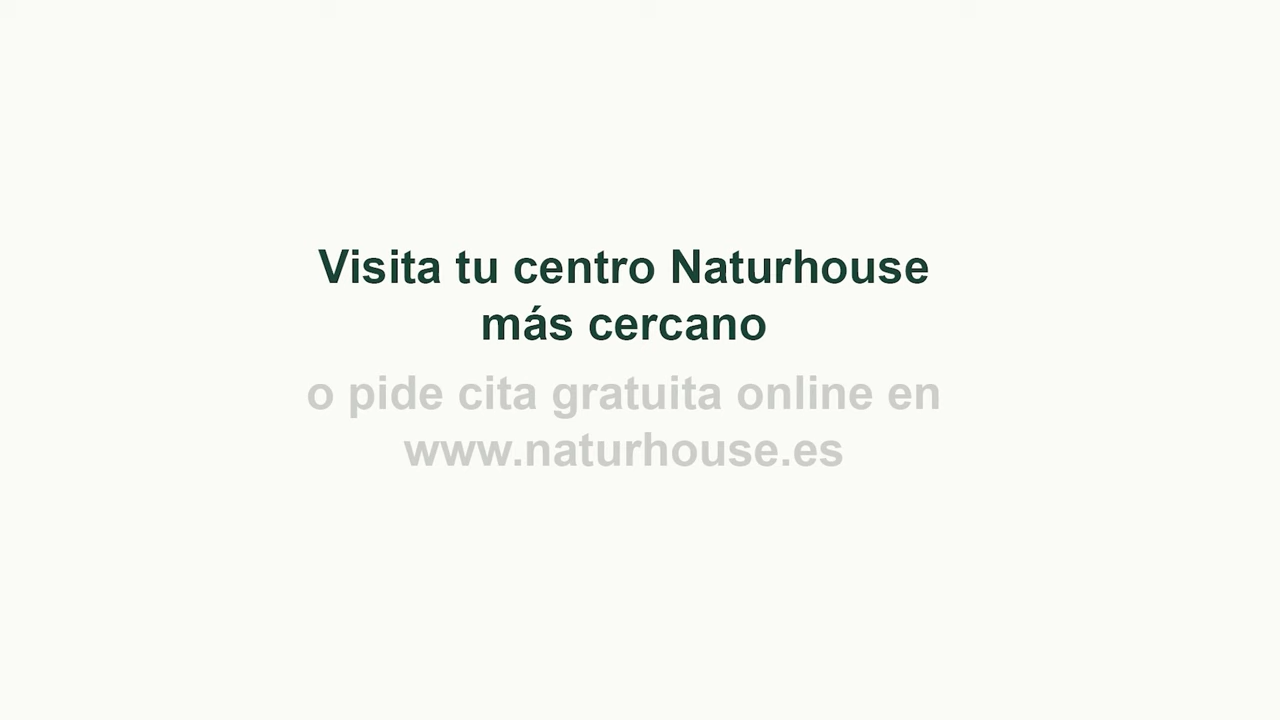 Visita tu centro Naturhouse
más cercano
o pide cita gratuita online en
www.naturhouse.es